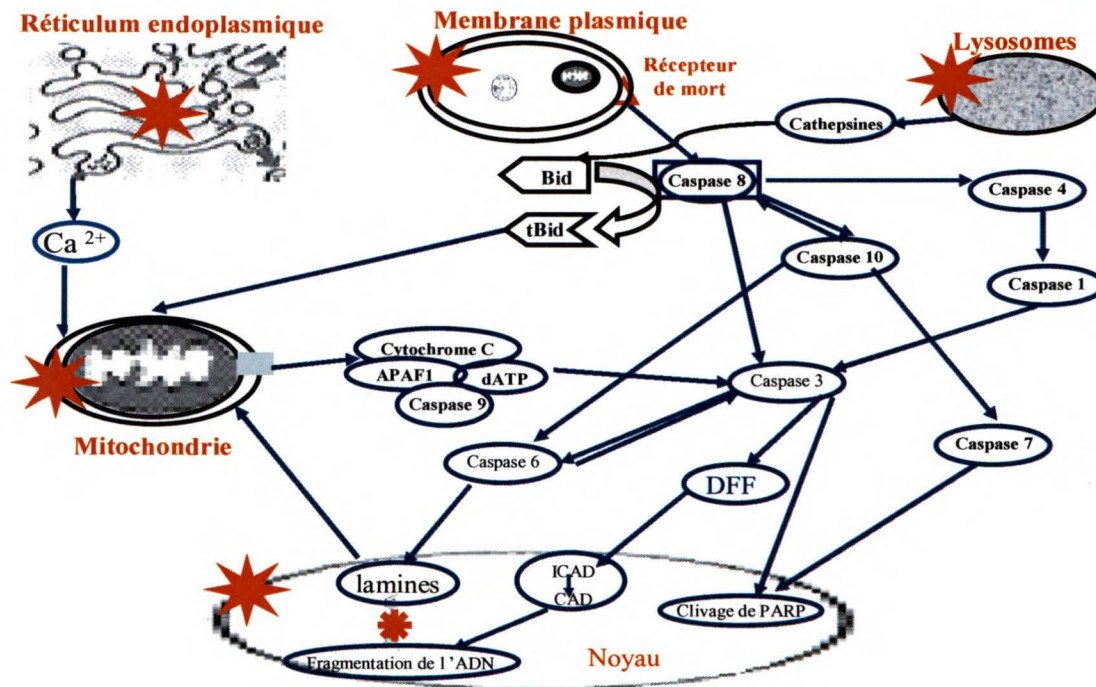 Réticulum endoplasmique
Membrane plasmique
Lysosomes
Récepteur
de mort
Cathepsines
Bid
Caspase 8
Caspase 4
tBid
Ca 2+
Caspase 10
Caspase 1
Cytochrome C
APAF1
dATP
Caspase 9
Caspase 3
Mitochondrie
Caspase 6
Caspase 7
DFF
lamines
ICAD
CAD
Clivage de PARP
Fragmentation de l'ADN
Noyau